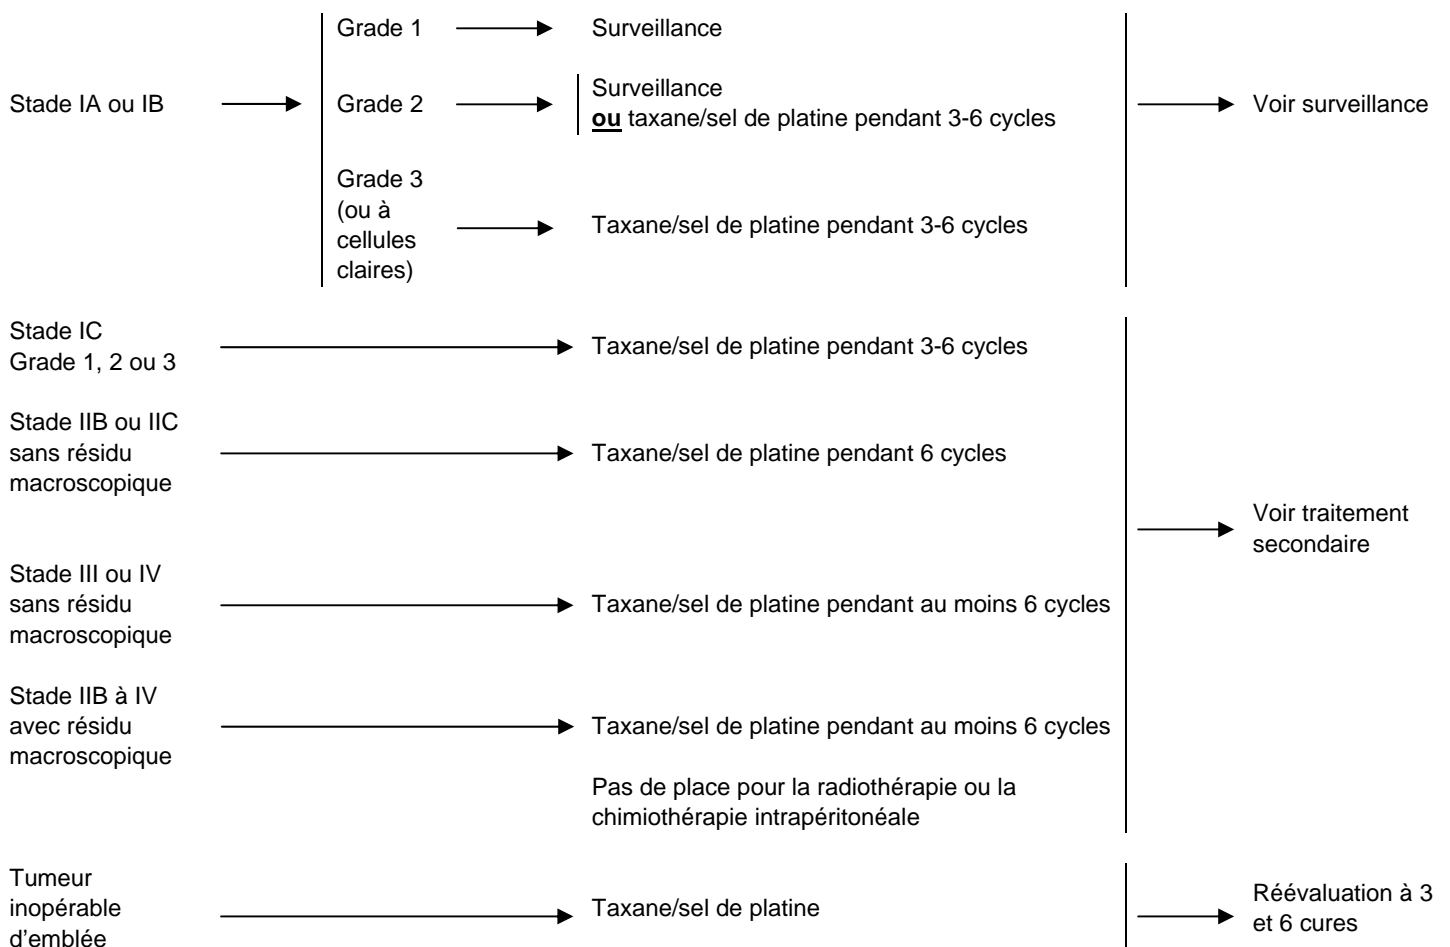 Grade 1
Surveillance
Stade IA ou IB
Grade 2
Surveillance
ou taxane/sel de platine pendant 3-6 cycles
Voir surveillance
Grade 3
(ou à
cellules
claires)
Taxane/sel de platine pendant 3-6 cycles
Stade IC
Grade 1, 2 ou 3
Taxane/sel de platine pendant 3-6 cycles
Stade IIB ou IIC
sans résidu
macroscopique
Taxane/sel de platine pendant 6 cycles
Voir traitement
secondaire
Stade III ou IV
sans résidu
macroscopique
Taxane/sel de platine pendant au moins 6 cycles
Stade IIB à IV
avec résidu
macroscopique
Taxane/sel de platine pendant au moins 6 cycles
Pas de place pour la radiothérapie ou la
chimiothérapie intrapéritonéale
Tumeur
inopérable
d'emblée
Taxane/sel de platine
Réévaluation à 3
et 6 cures